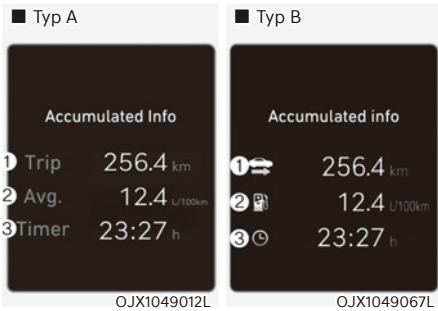 ■ Typ A
Accumulated Info
1 Trip 256.4 km
2 Avg. 12.4 L/100km
3 Timer 23:27 h
OJX1049012L
■ Typ B
Accumulated info
1 256.4 km
2 12.4 L/100km
3 23:27 h
OJX1049067L